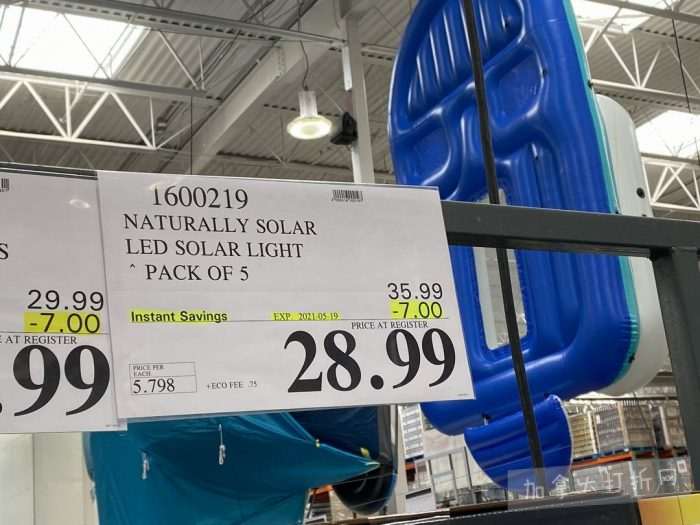 1600219
NATURALLY SOLAR
LED SOLAR LIGHT
^ PACK OF 5
35.99
Instant Savings EXP. 2021-05-19 -7.00
PRICE AT REGISTER
28.99
PRICE PER
EACH
5.798
+ECO FEE .75
S
29.99
-7.00
E AT REGISTER
.99
加拿大打折网